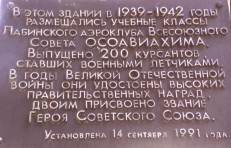 В ЭТОМ ЗДАНИИ В 1939-1942 ГОДЫ
РАЗМЕЩАЛИСЬ УЧЕБНЫЕ КЛАССЫ
ЛАБИНСКОГО АЭРОКЛУБА ВСЕСОЮЗНОГО
СОВЕТА ОСОАВИАХИМА.
ВЫПУЩЕНО 200 КУРСАНТОВ
СТАВШИХ ВОЕННЫМИ ЛЕТЧИКАМИ.
В ГОДЫ ВЕЛИКОЙ ОТЕЧЕСТВЕННОЙ
ВОЙНЫ ОНИ УДОСТОЕНЫ ВЫСОКИХ
ПРАВИТЕЛЬСТВЕННЫХ НАГРАД,
ДВОИМ ПРИСВОЕНО ЗВАНИЕ
ГЕРОЯ СОВЕТСКОГО СОЮЗА.
УСТАНОВЛЕНА 14 СЕНТЯБРЯ 1991 ГОДА.